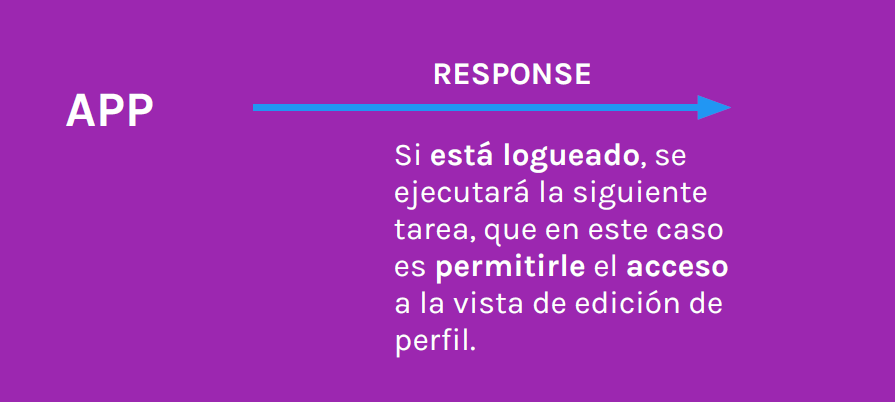 APP
RESPONSE
Si está logueado, se
ejecutará la siguiente
tarea, que en este caso
es permitirle el acceso
a la vista de edición de
perfil.